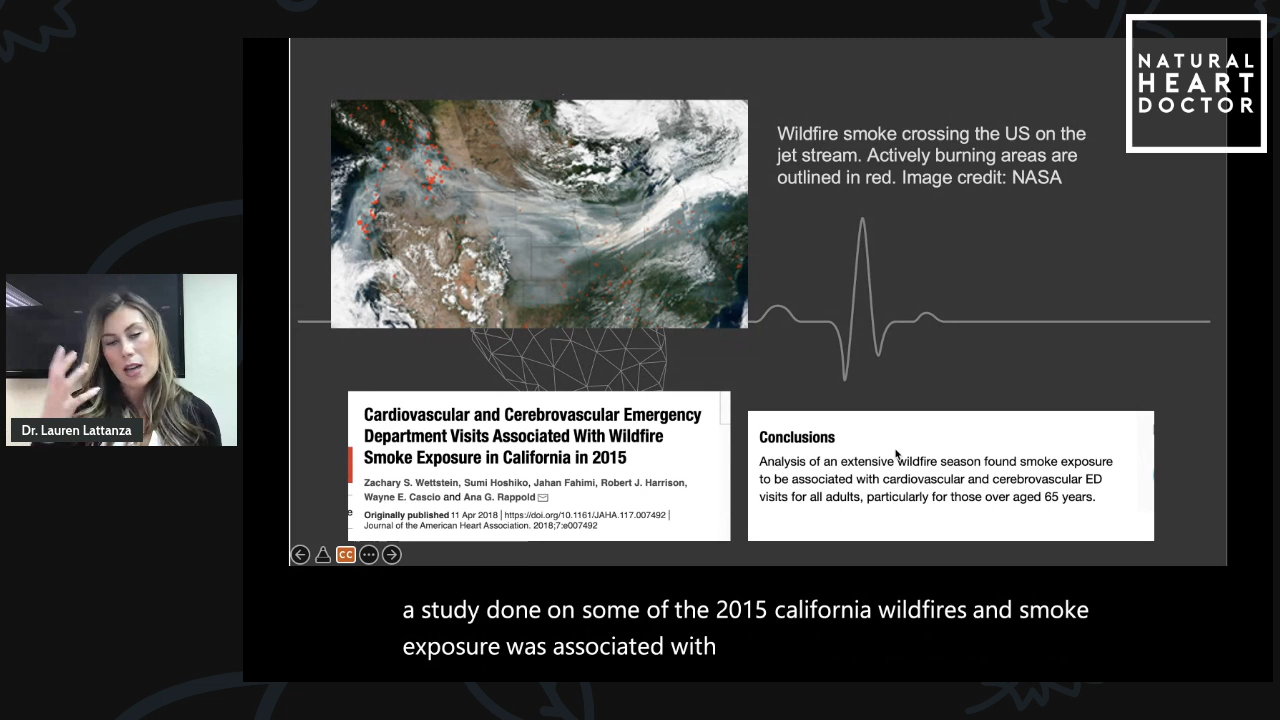 NATURAL
HEART
DOCTOR
Wildfire smoke crossing the US on the
jet stream. Actively burning areas are
outlined in red. Image credit: NASA
Dr. Lauren Lattanza
Cardiovascular and Cerebrovascular Emergency
Department Visits Associated With Wildfire
Smoke Exposure in California in 2015
Zachary S. Wettstein, Sumi Hoshiko, Jahan Fahimi, Robert J. Harrison,
Wayne E. Cascio and Ana G. Rappold
e
Originally published 11 Apr 2018 | https://doi.org/10.1161/JAHA.117.007492 |
Journal of the American Heart Association. 2018;7:e007492
Conclusions
Analysis of an extensive wildfire season found smoke exposure
to be associated with cardiovascular and cerebrovascular ED
visits for all adults, particularly for those over aged 65 years.
CC
a study done on some of the 2015 california wildfires and smoke
exposure was associated with